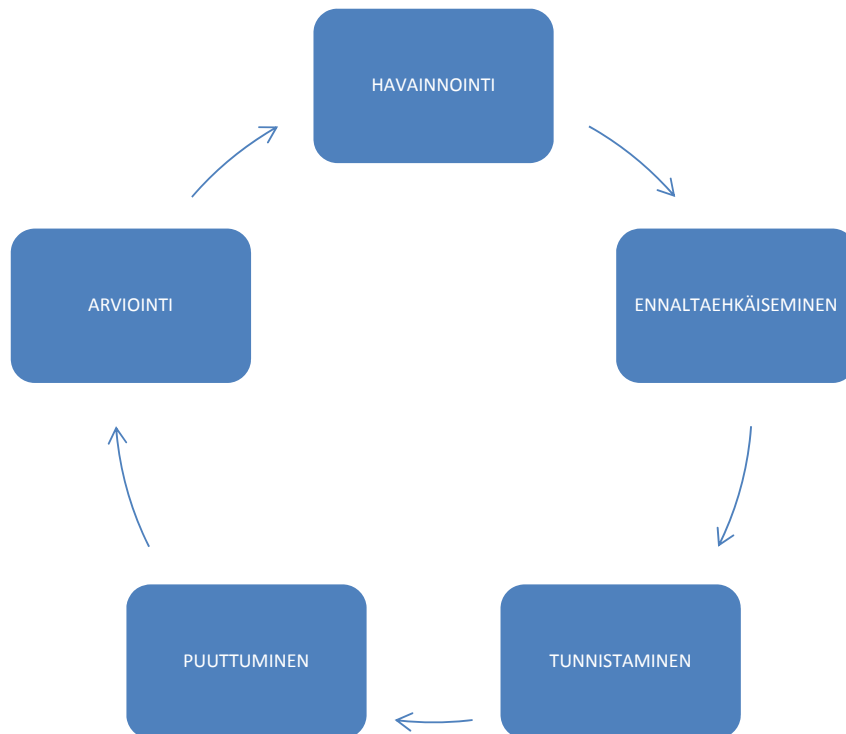 HAVAINNOINTI
ENNALTAEHKÄISEMINEN
TUNNISTAMINEN
PUUTTUMINEN
ARVIOINTI